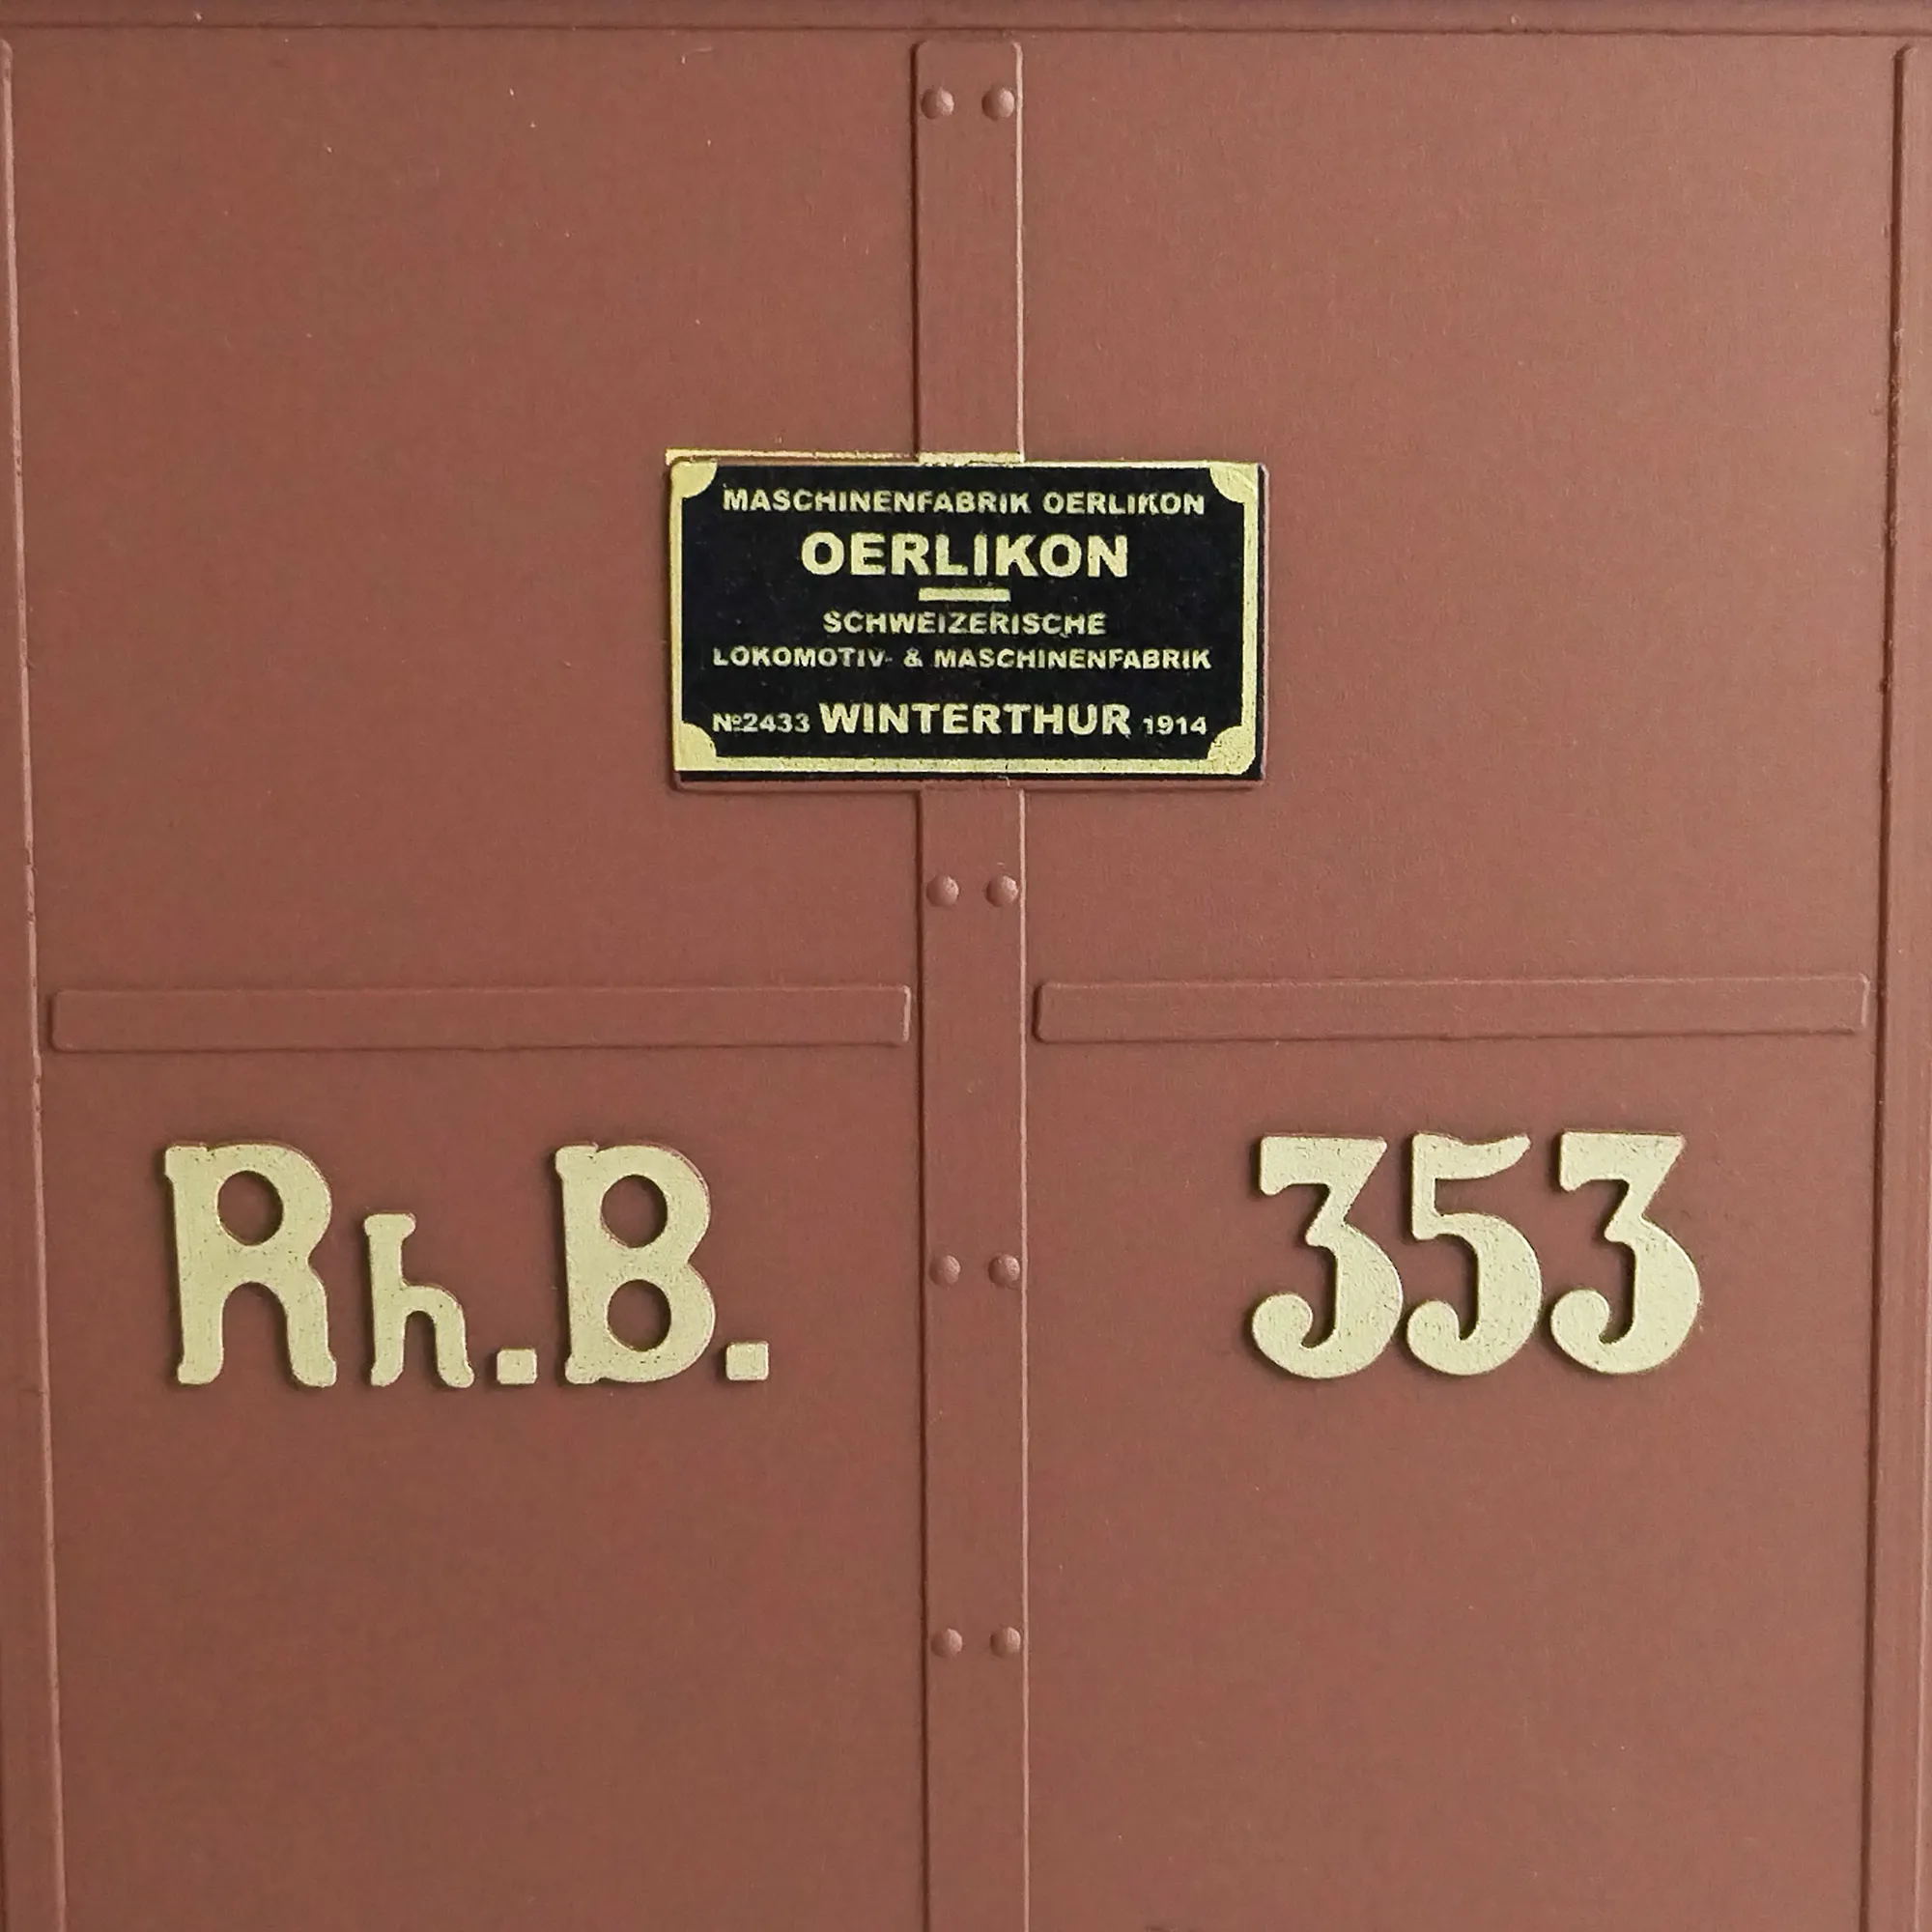 MASCHINENFABRIK OERLIKON
OERLIKON
SCHWEIZERISCHE
LOKOMOTIV- & MASCHINENFABRIK
Nº2433 WINTERTHUR 1914
Rh.B. 353